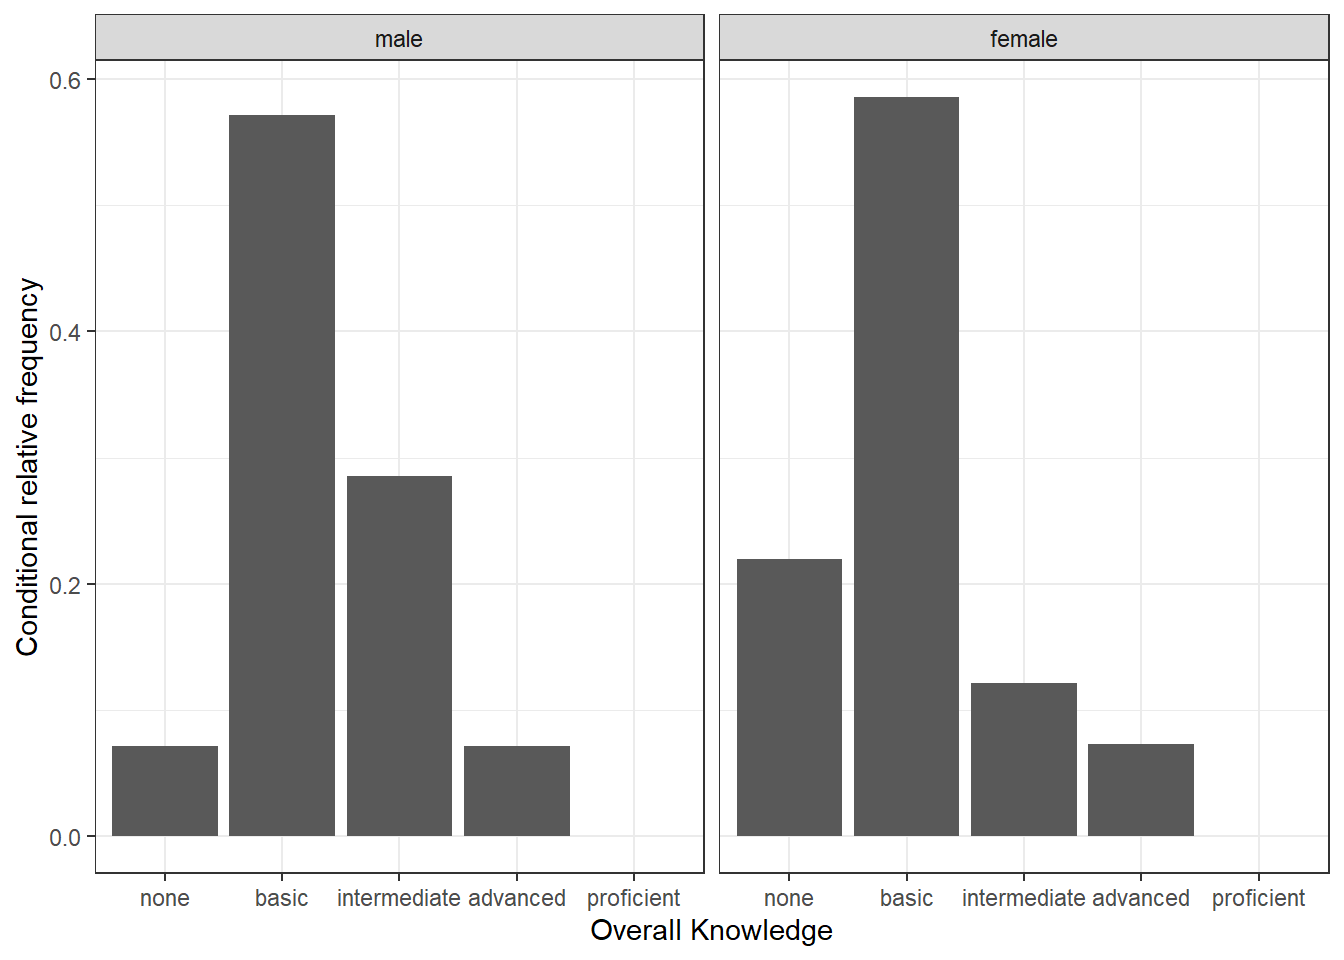 male
female
Conditional relative frequency
0.6
0.4
0.2
0.0
none basic intermediate advanced proficient
none basic intermediate advanced proficient
Overall Knowledge